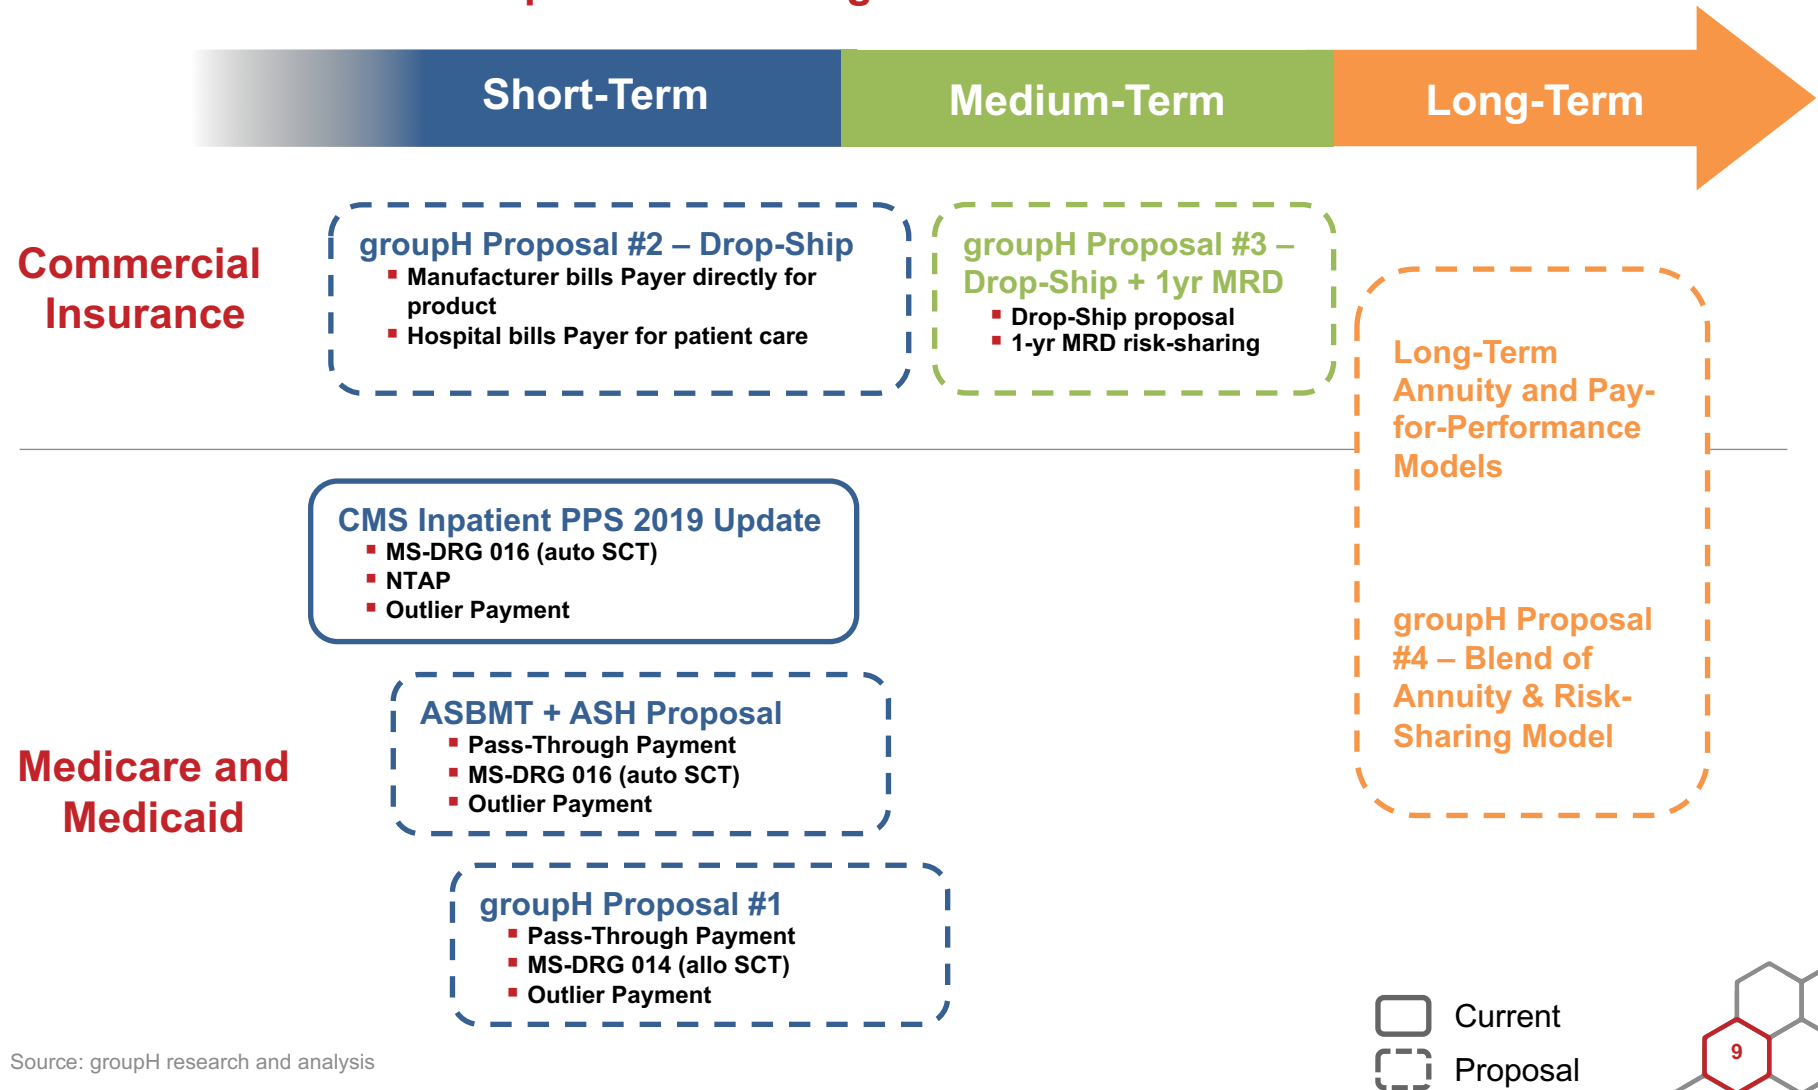 Short-Term
Medium-Term
Long-Term
Commercial
Insurance
groupH Proposal #2 – Drop-Ship
▪ Manufacturer bills Payer directly for
product
▪ Hospital bills Payer for patient care
groupH Proposal #3 –
Drop-Ship + 1yr MRD
▪ Drop-Ship proposal
▪ 1-yr MRD risk-sharing
Long-Term
Annuity and Pay-
for-Performance
Models
groupH Proposal
#4 – Blend of
Annuity & Risk-
Sharing Model
Medicare and
Medicaid
CMS Inpatient PPS 2019 Update
▪ MS-DRG 016 (auto SCT)
▪ NTAP
▪ Outlier Payment
ASBMT + ASH Proposal
▪ Pass-Through Payment
▪ MS-DRG 016 (auto SCT)
▪ Outlier Payment
groupH Proposal #1
▪ Pass-Through Payment
▪ MS-DRG 014 (allo SCT)
▪ Outlier Payment
Current
Proposal
Source: groupH research and analysis
9